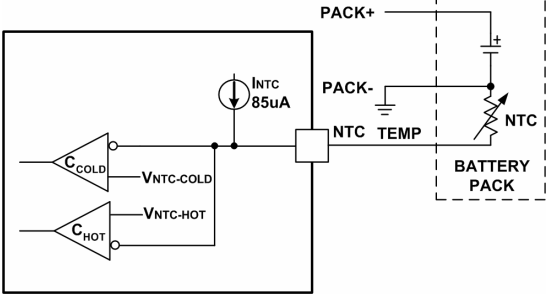 PACK+
+
INTC
85uA
PACK-
NTC
NTC TEMP
CCOLD
VNTC-COLD
BATTERY
PACK
VNTC-HOT
CHOT